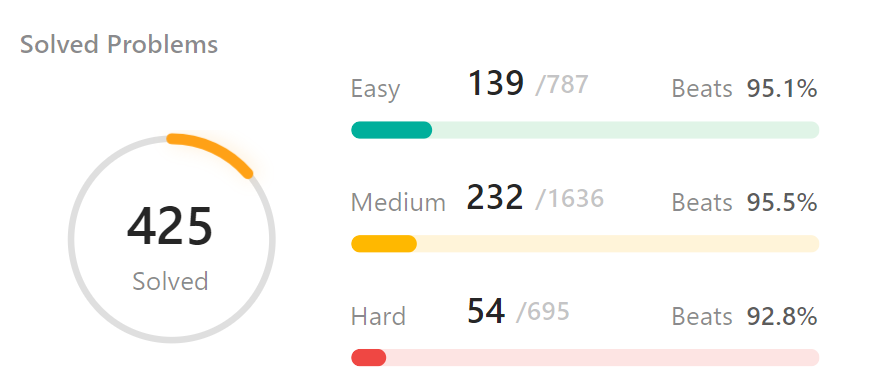 Solved Problems
425
Solved
Easy 139 /787 Beats 95.1%
Medium 232 /1636 Beats 95.5%
Hard 54 /695 Beats 92.8%